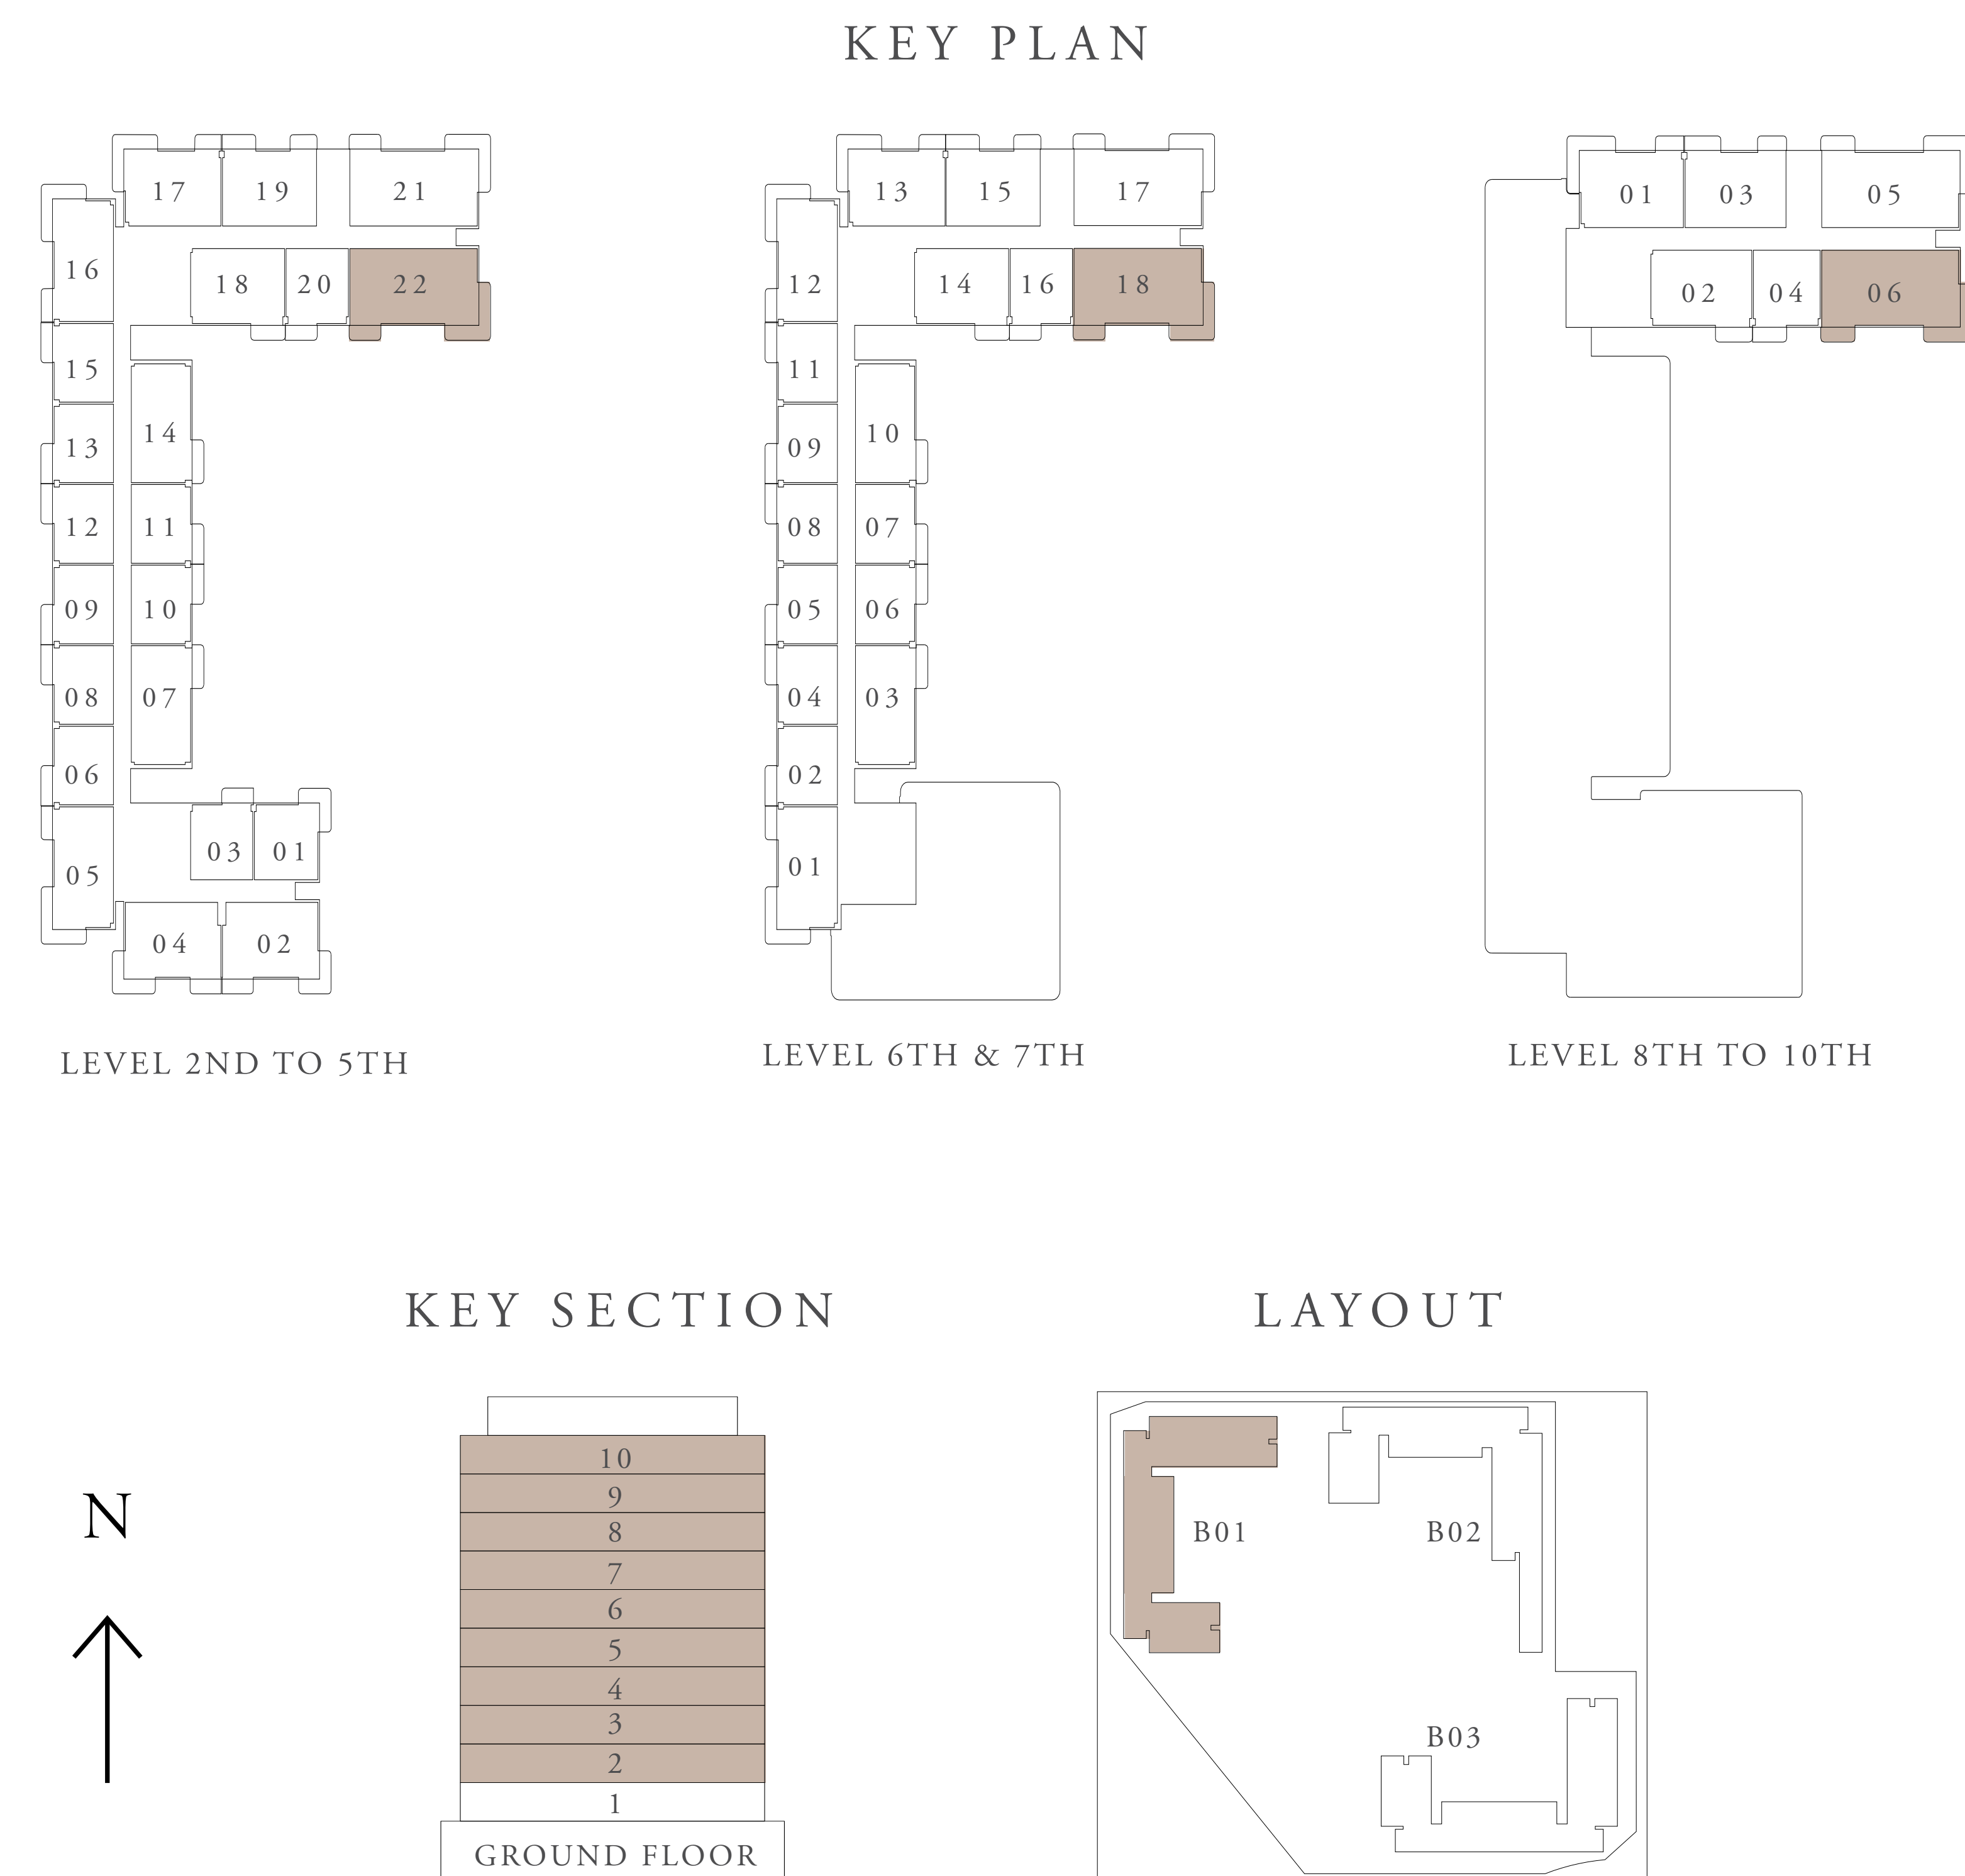 KEY PLAN
17 19 21
16
18 20 22
15
14
13
12 11
09 10
08 07
06
03 01
05
04 02
LEVEL 2ND TO 5TH
13 15 17
12
14 16 18
11
10
09
08 07
05 06
04 03
02
01
LEVEL 6TH & 7TH
01 03 05
02 04 06
LEVEL 8TH TO 10TH
KEY SECTION
10
9
8
7
6
5
4
3
2
1
GROUND FLOOR
N
LAYOUT
B01
B02
B03